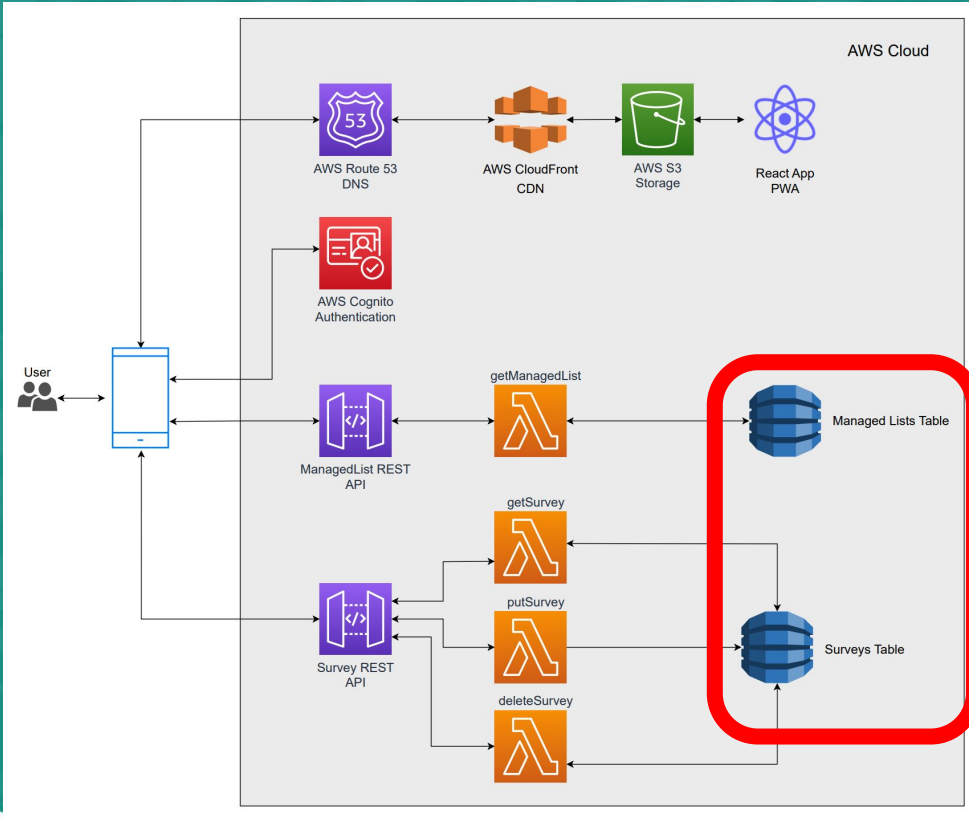 AWS Cloud
53
AWS Route 53
DNS
AWS CloudFront
CDN
AWS S3
Storage
React App
PWA
AWS Cognito
Authentication
User
getManagedList
</>
ManagedList REST
API
Managed Lists Table
getSurvey
putSurvey
</>
Survey REST
API
Surveys Table
deleteSurvey